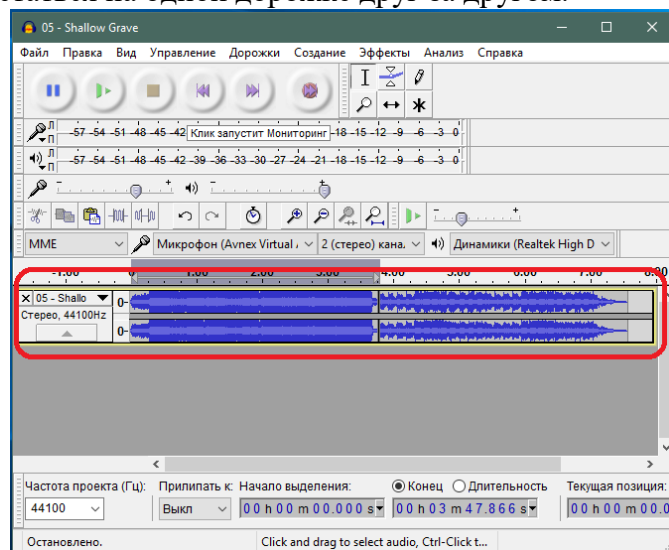 05 - Shallow Grave
Файл Правка Вид Управление Дорожки Создание Эффекты Анализ Справка
Л
П
-57 -54 -51 -48 -45 -42 Клик запустит Мониторинг -18 -15 -12 -9 -6 -3 0
Л
П
-57 -54 -51 -48 -45 -42 -39 -36 -33 -30 -27 -24 -21 -18 -15 -12 -9 -6 -3 0
MME Микрофон (Avnex Virtual 2 (стерео) кана. Динамики (Realtek High D
-1.00 0 1.00 2.00 3.00 4.00 5.00 6.00 7.00 8.00
05 - Shallo
Стерео, 44100Hz
0-
0-
Частота проекта (Гц): Прилипать к: Начало выделения: Конец Длительность Текущая позиция:
44100 Выкл 00 h 00 m 00.000 s 00 h 03 m 47.866 s 00 h 00 m 00.0
Остановлено. Click and drag to select audio, Ctrl-Click t...